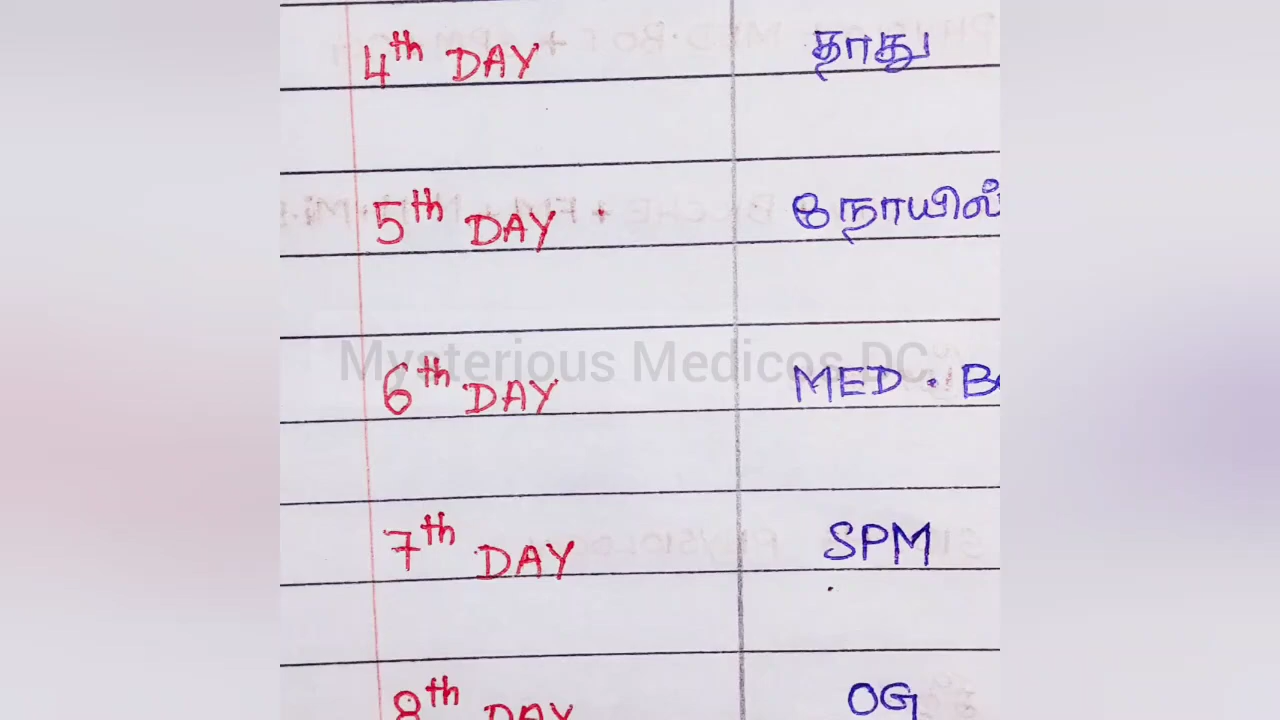 4th DAY தாது
5th DAY நோயில்
Mysterious Medicos DC
6th DAY MED. B
7th DAY SPM
8th DAY OG